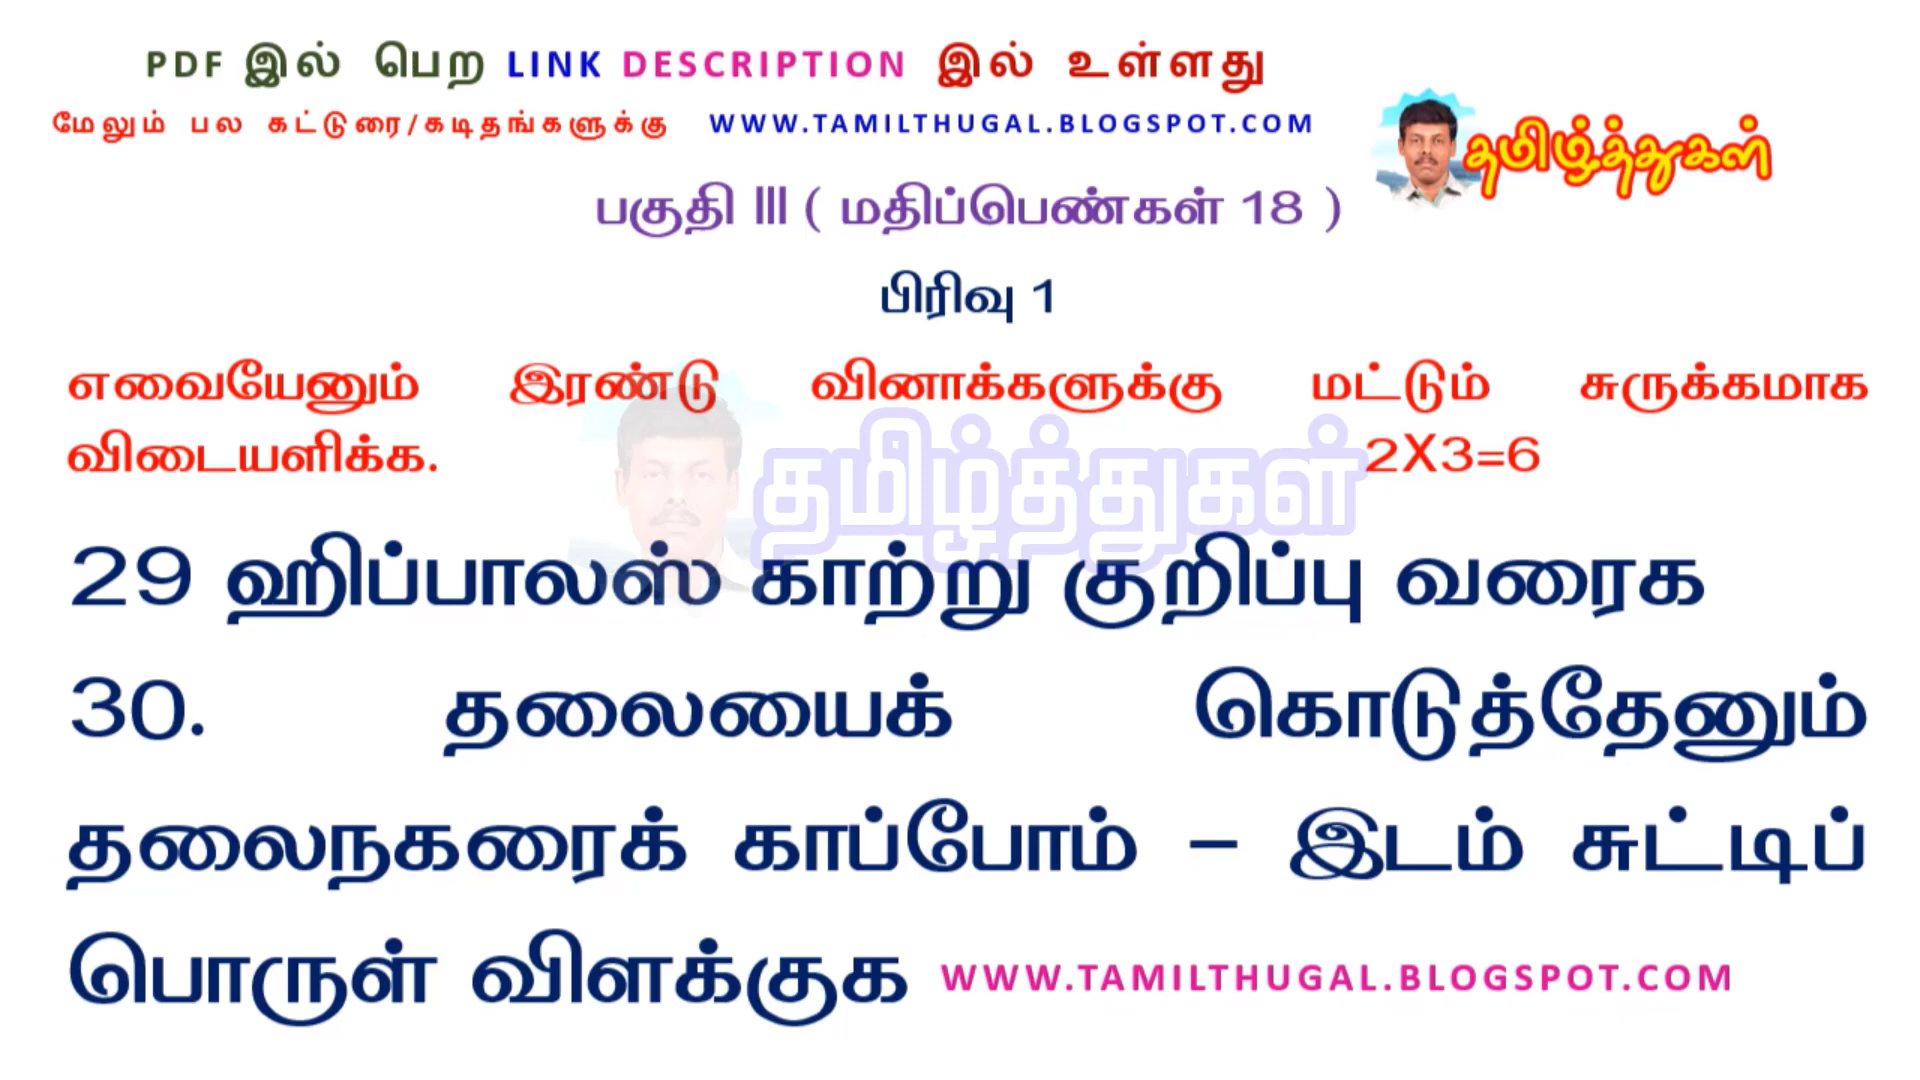 PDF இல் பெற LINK DESCRIPTION இல் உள்ளது
மேலும் பல கட்டுரை/கடிதங்களுக்கு WWW.TAMILTHUGAL.BLOGSPOT.COM
தமிழ்த்துகள்
பகுதி III ( மதிப்பெண்கள் 18 )
பிரிவு 1
எவையேனும் இரண்டு வினாக்களுக்கு மட்டும் சுருக்கமாக
விடையளிக்க. 2X3=6
தமிழ்த்துகள்
29 ஹிப்பாலஸ் காற்று குறிப்பு வரைக
30. தலையைக் கொடுத்தேனும்
தலைநகரைக் காப்போம் – இடம் சுட்டிப்
பொருள் விளக்குக WWW.TAMILTHUGAL.BLOGSPOT.COM